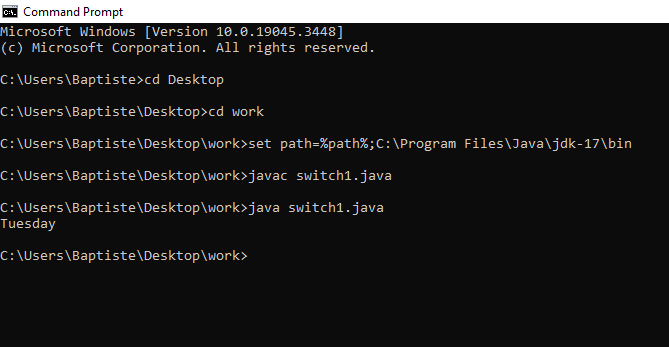 Command Prompt
Microsoft Windows [Version 10.0.19045.3448]
(c) Microsoft Corporation. All rights reserved.
C:\Users\Baptiste>cd Desktop
C:\Users\Baptiste\Desktop>cd work
C:\Users\Baptiste\Desktop\work>set path=%path%;C:\Program Files\Java\jdk-17\bin
C:\Users\Baptiste\Desktop\work>javac switch1.java
C:\Users\Baptiste\Desktop\work>java switch1.java
Tuesday
C:\Users\Baptiste\Desktop\work>